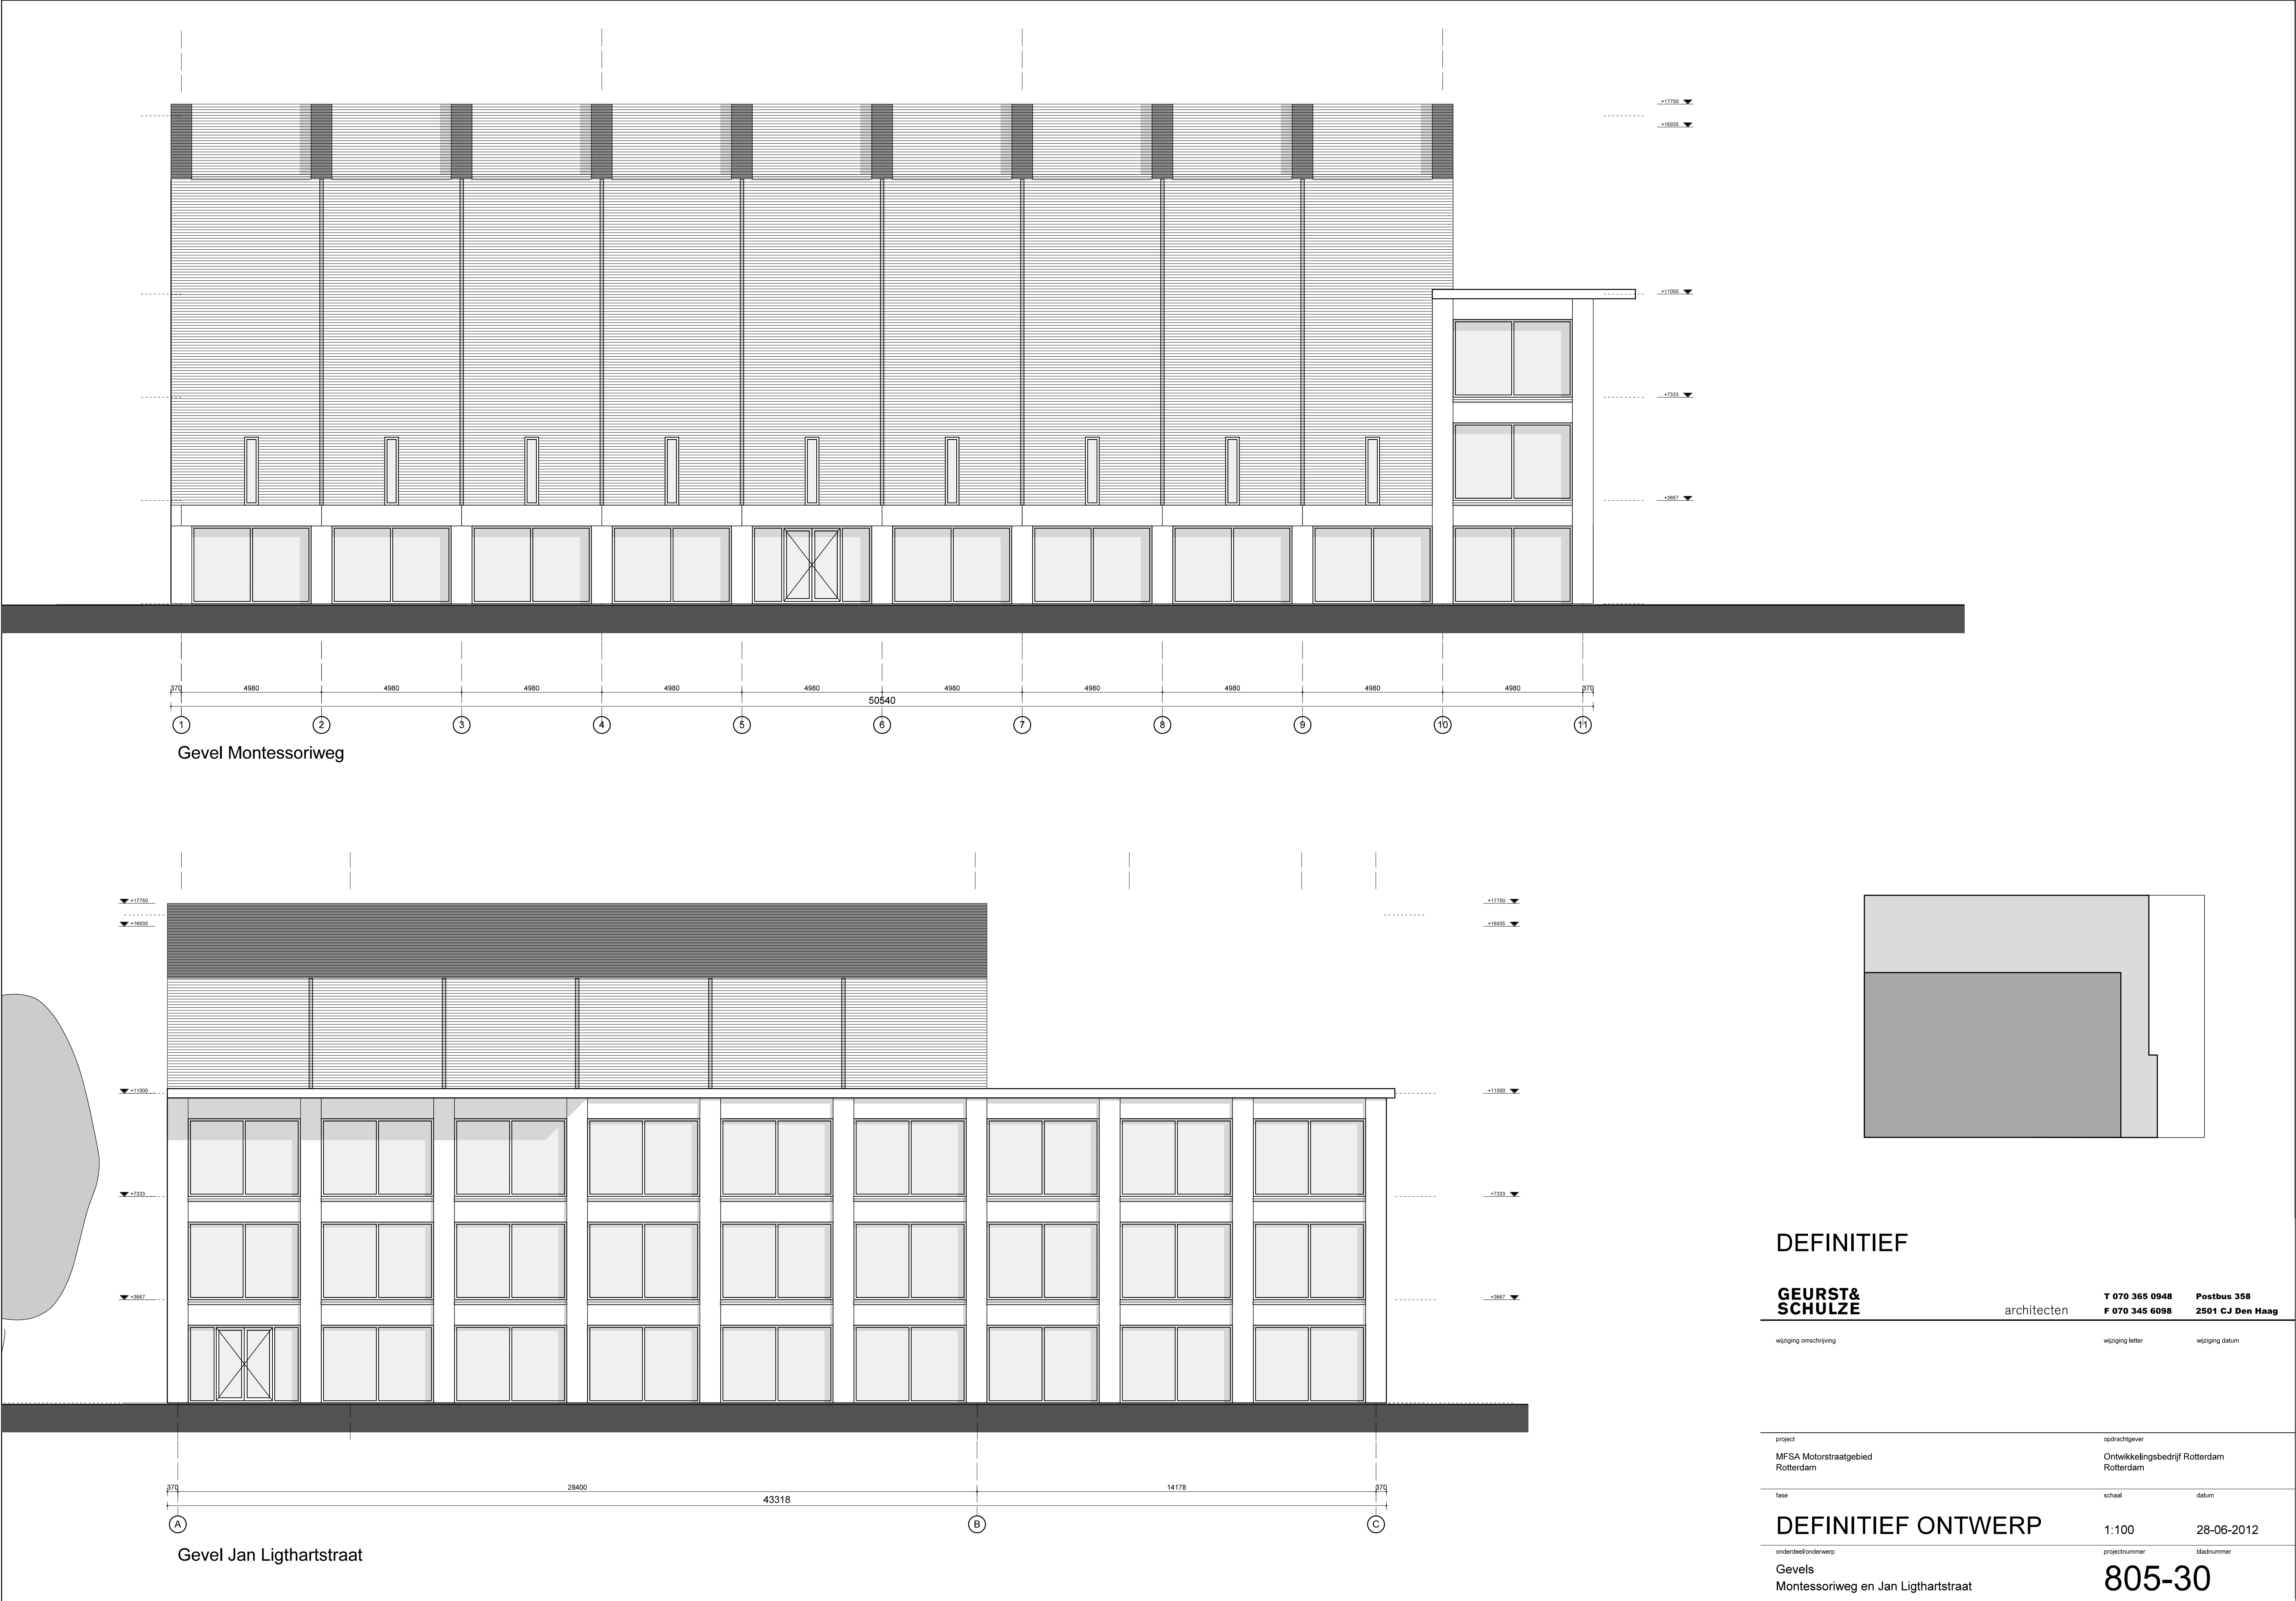 +17750
+16935
+11000
+7333
+3667
370 4980 4980 4980 4980 4980 4980 4980 4980 4980 4980 370
50540
1 2 3 4 5 6 7 8 9 10 11
Gevel Montessoriweg
+17750 +17750
+16935 +16935
+11000 +11000
+7333 +7333
+3667 +3667
370 28400 14178 370
43318
A B C
Gevel Jan Ligthartstraat
DEFINITIEF
GEURST&
SCHULZE
architecten
T 070 365 0948 Postbus 358
F 070 345 6098 2501 CJ Den Haag
wijziging omschrijving wijziging letter wijziging datum
project opdrachtgever
MFSA Motorstraatgebied Ontwikkelingsbedrijf Rotterdam
Rotterdam Rotterdam
fase schaal datum
DEFINITIEF ONTWERP 1:100 28-06-2012
onderdeel/onderwerp projectnummer bladnummer
Gevels
Montessoriweg en Jan Ligthartstraat
805-30